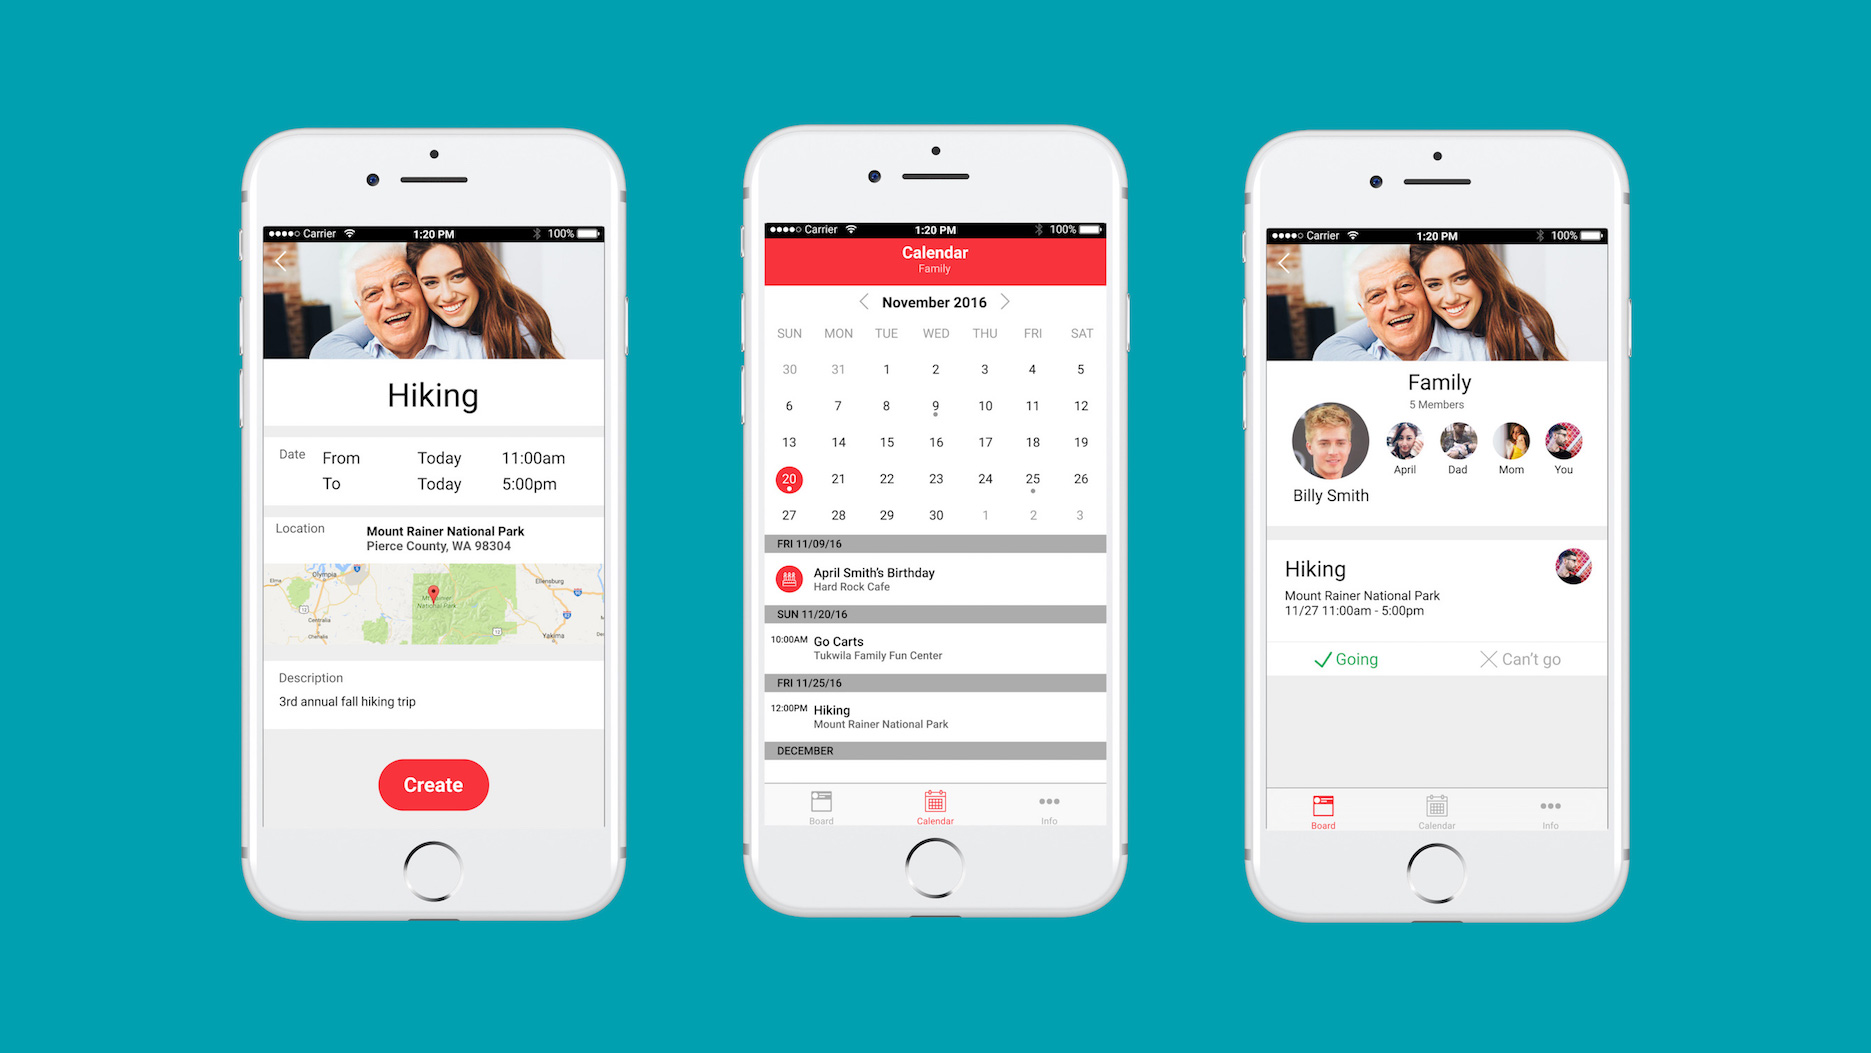 Carrier 1:20 PM 100%
Hiking
Date From Today 11:00am
To Today 5:00pm
Location Mount Rainer National Park
Pierce County, WA 98304
Olympia
Elma
Ellensburg
Mt Rainier
National Park
12
Centralia
Chehalis
12
82
Yakima
Description
3rd annual fall hiking trip
Create
Carrier 1:20 PM 100%
Calendar
Family
November 2016
SUN MON TUE WED THU FRI SAT
30 31 1 2 3 4 5
6 7 8 9 10 11 12
13 14 15 16 17 18 19
20 21 22 23 24 25 26
27 28 29 30 1 2 3
FRI 11/09/16
April Smith's Birthday
Hard Rock Cafe
SUN 11/20/16
10:00AM Go Carts
Tukwila Family Fun Center
FRI 11/25/16
12:00PM Hiking
Mount Rainer National Park
DECEMBER
Board Calendar Info
Carrier 1:20 PM 100%
Family
5 Members
April Dad Mom You
Billy Smith
Hiking
Mount Rainer National Park
11/27 11:00am - 5:00pm
Going Can't go
Board Calendar Info